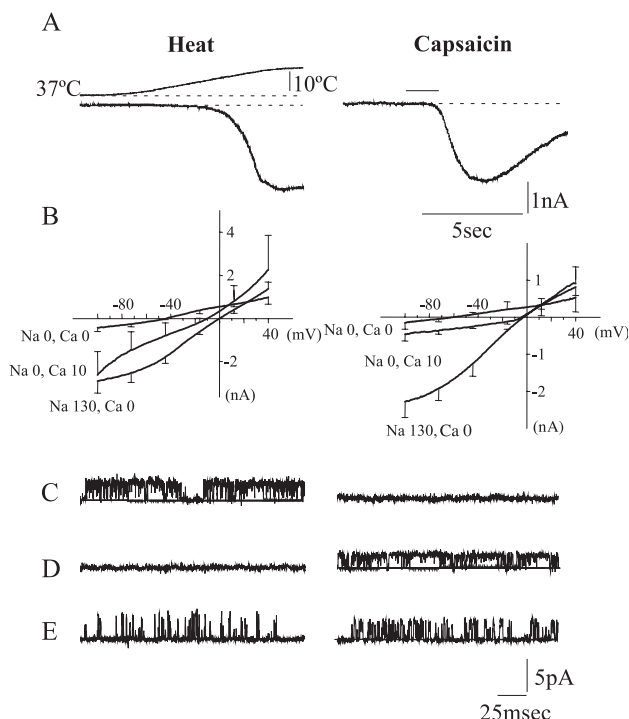 A
Heat
Capsaicin
37ºC
10ºC
1nA
5sec
B
4
2
-80
-40
40
(mV)
-2
(nA)
Na 0, Ca 0
Na 0, Ca 10
Na 130, Ca 0
1
-80
-40
40
(mV)
-1
-2
(nA)
Na 0, Ca 0
Na 0, Ca 10
Na 130, Ca 0
C
D
E
5pA
25msec